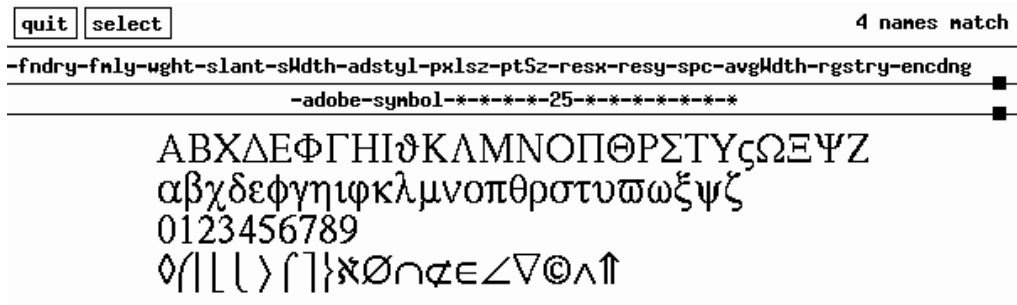 quit select 4 names match
-fndry-fmly-wght-slant-sWdth-adstyl-pxlsz-ptSz-resx-resy-spc-avgWdth-rgstry-encdng
-adobe-symbol-*-*-*-*-25-*-*-*-*-*-*-*
ΑΒΧΔΕΦΓΗΙϑΚΛΜΝΟΠΘΡΣΤΥςΩΞΨΖ
αβχδεφγηιϕκλμνοπθρστυϖωξψζ
0123456789
◊⎛⎜⎣⎩〉⌠⎤}ℵ∅∩⊄∈∠∇©∧⇑